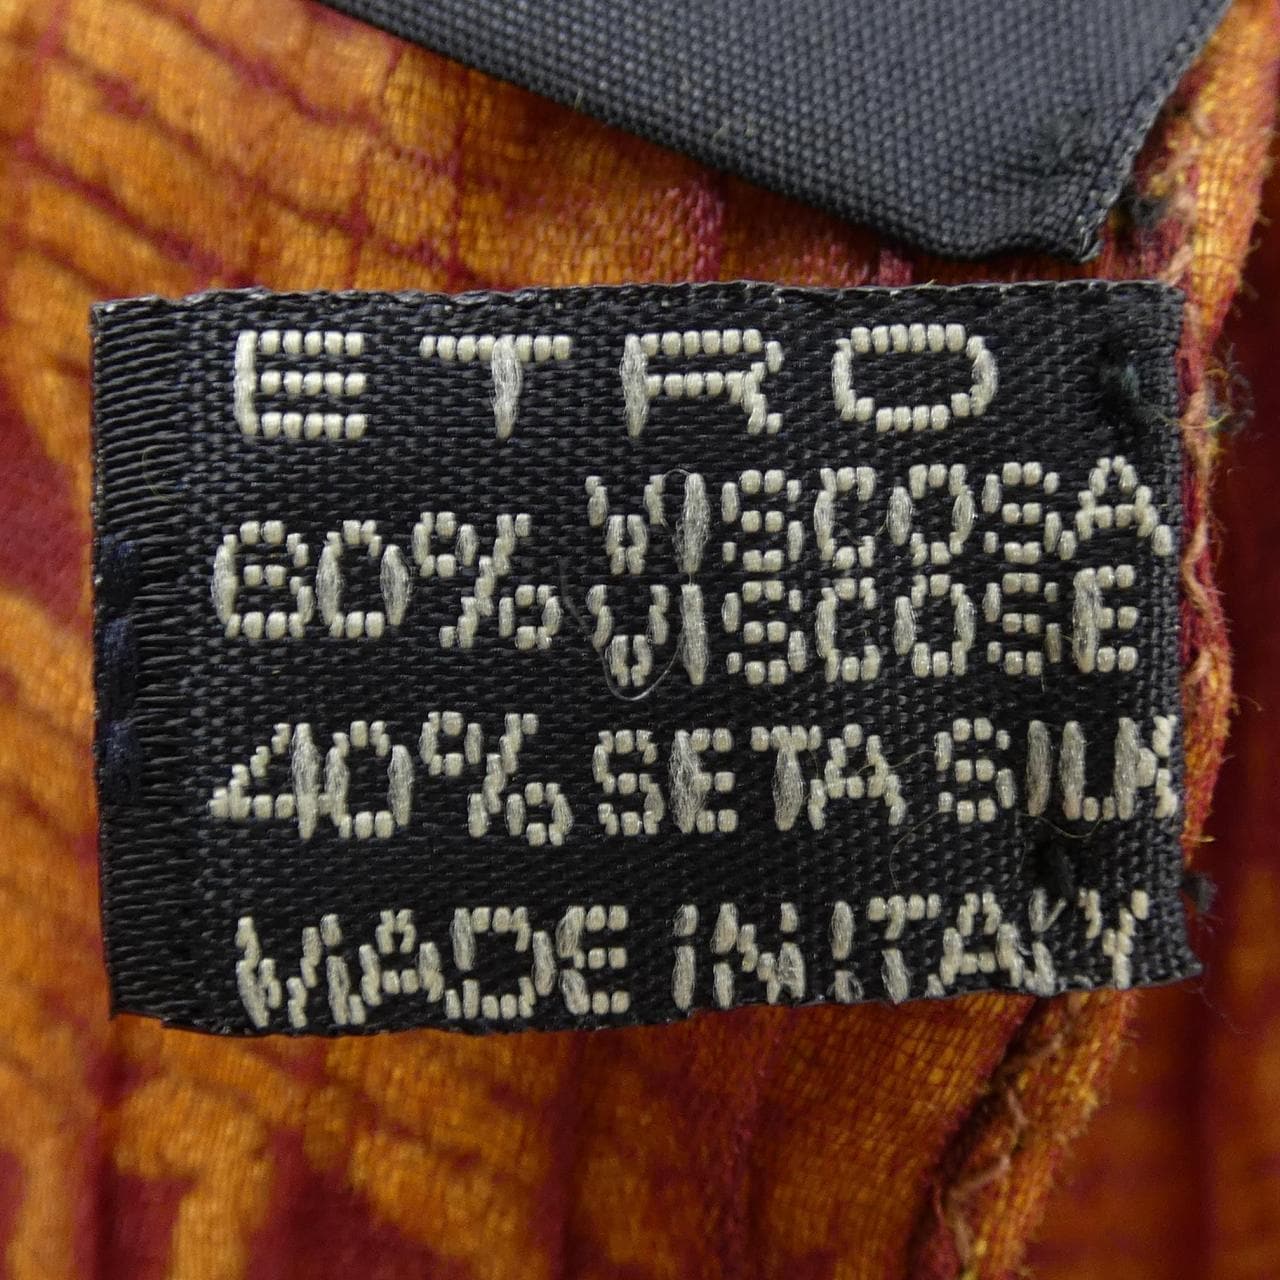 ETRO
60% VISCOSA
VISCOSE
40% SETA SILK
MADE IN ITALY